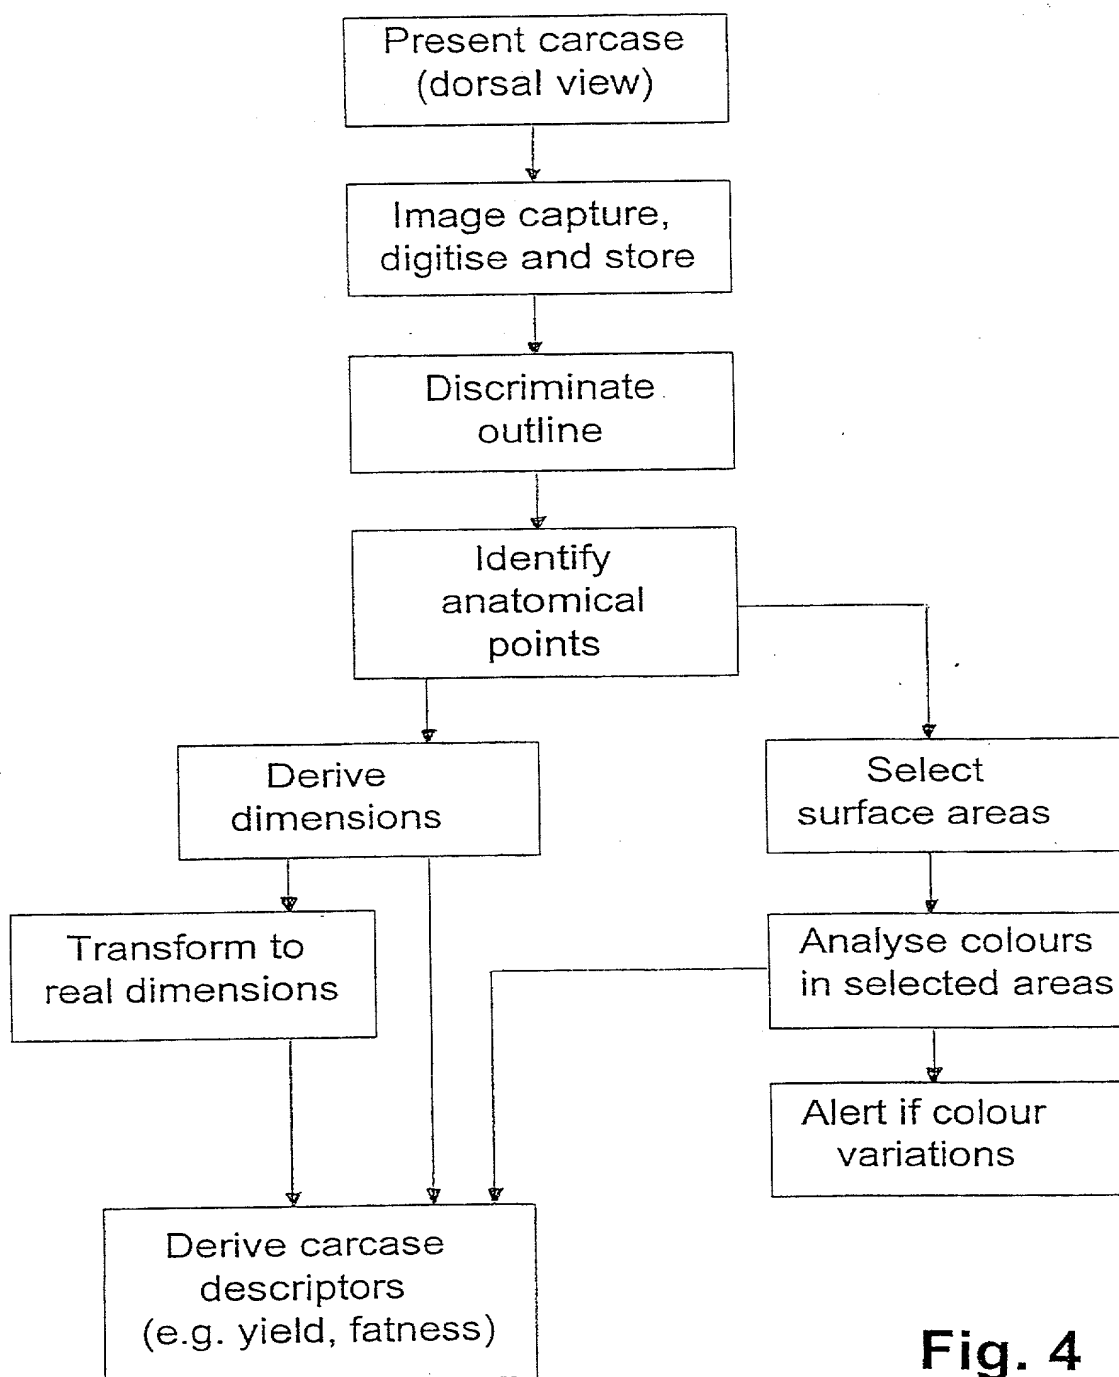 Present carcase
(dorsal view)
Image capture,
digitise and store
Discriminate
outline
Identify
anatomical
points
Derive
dimensions
Select
surface areas
Transform to
real dimensions
Analyse colours
in selected areas
Alert if colour
variations
Derive carcase
descriptors
(e.g. yield, fatness)
Fig. 4